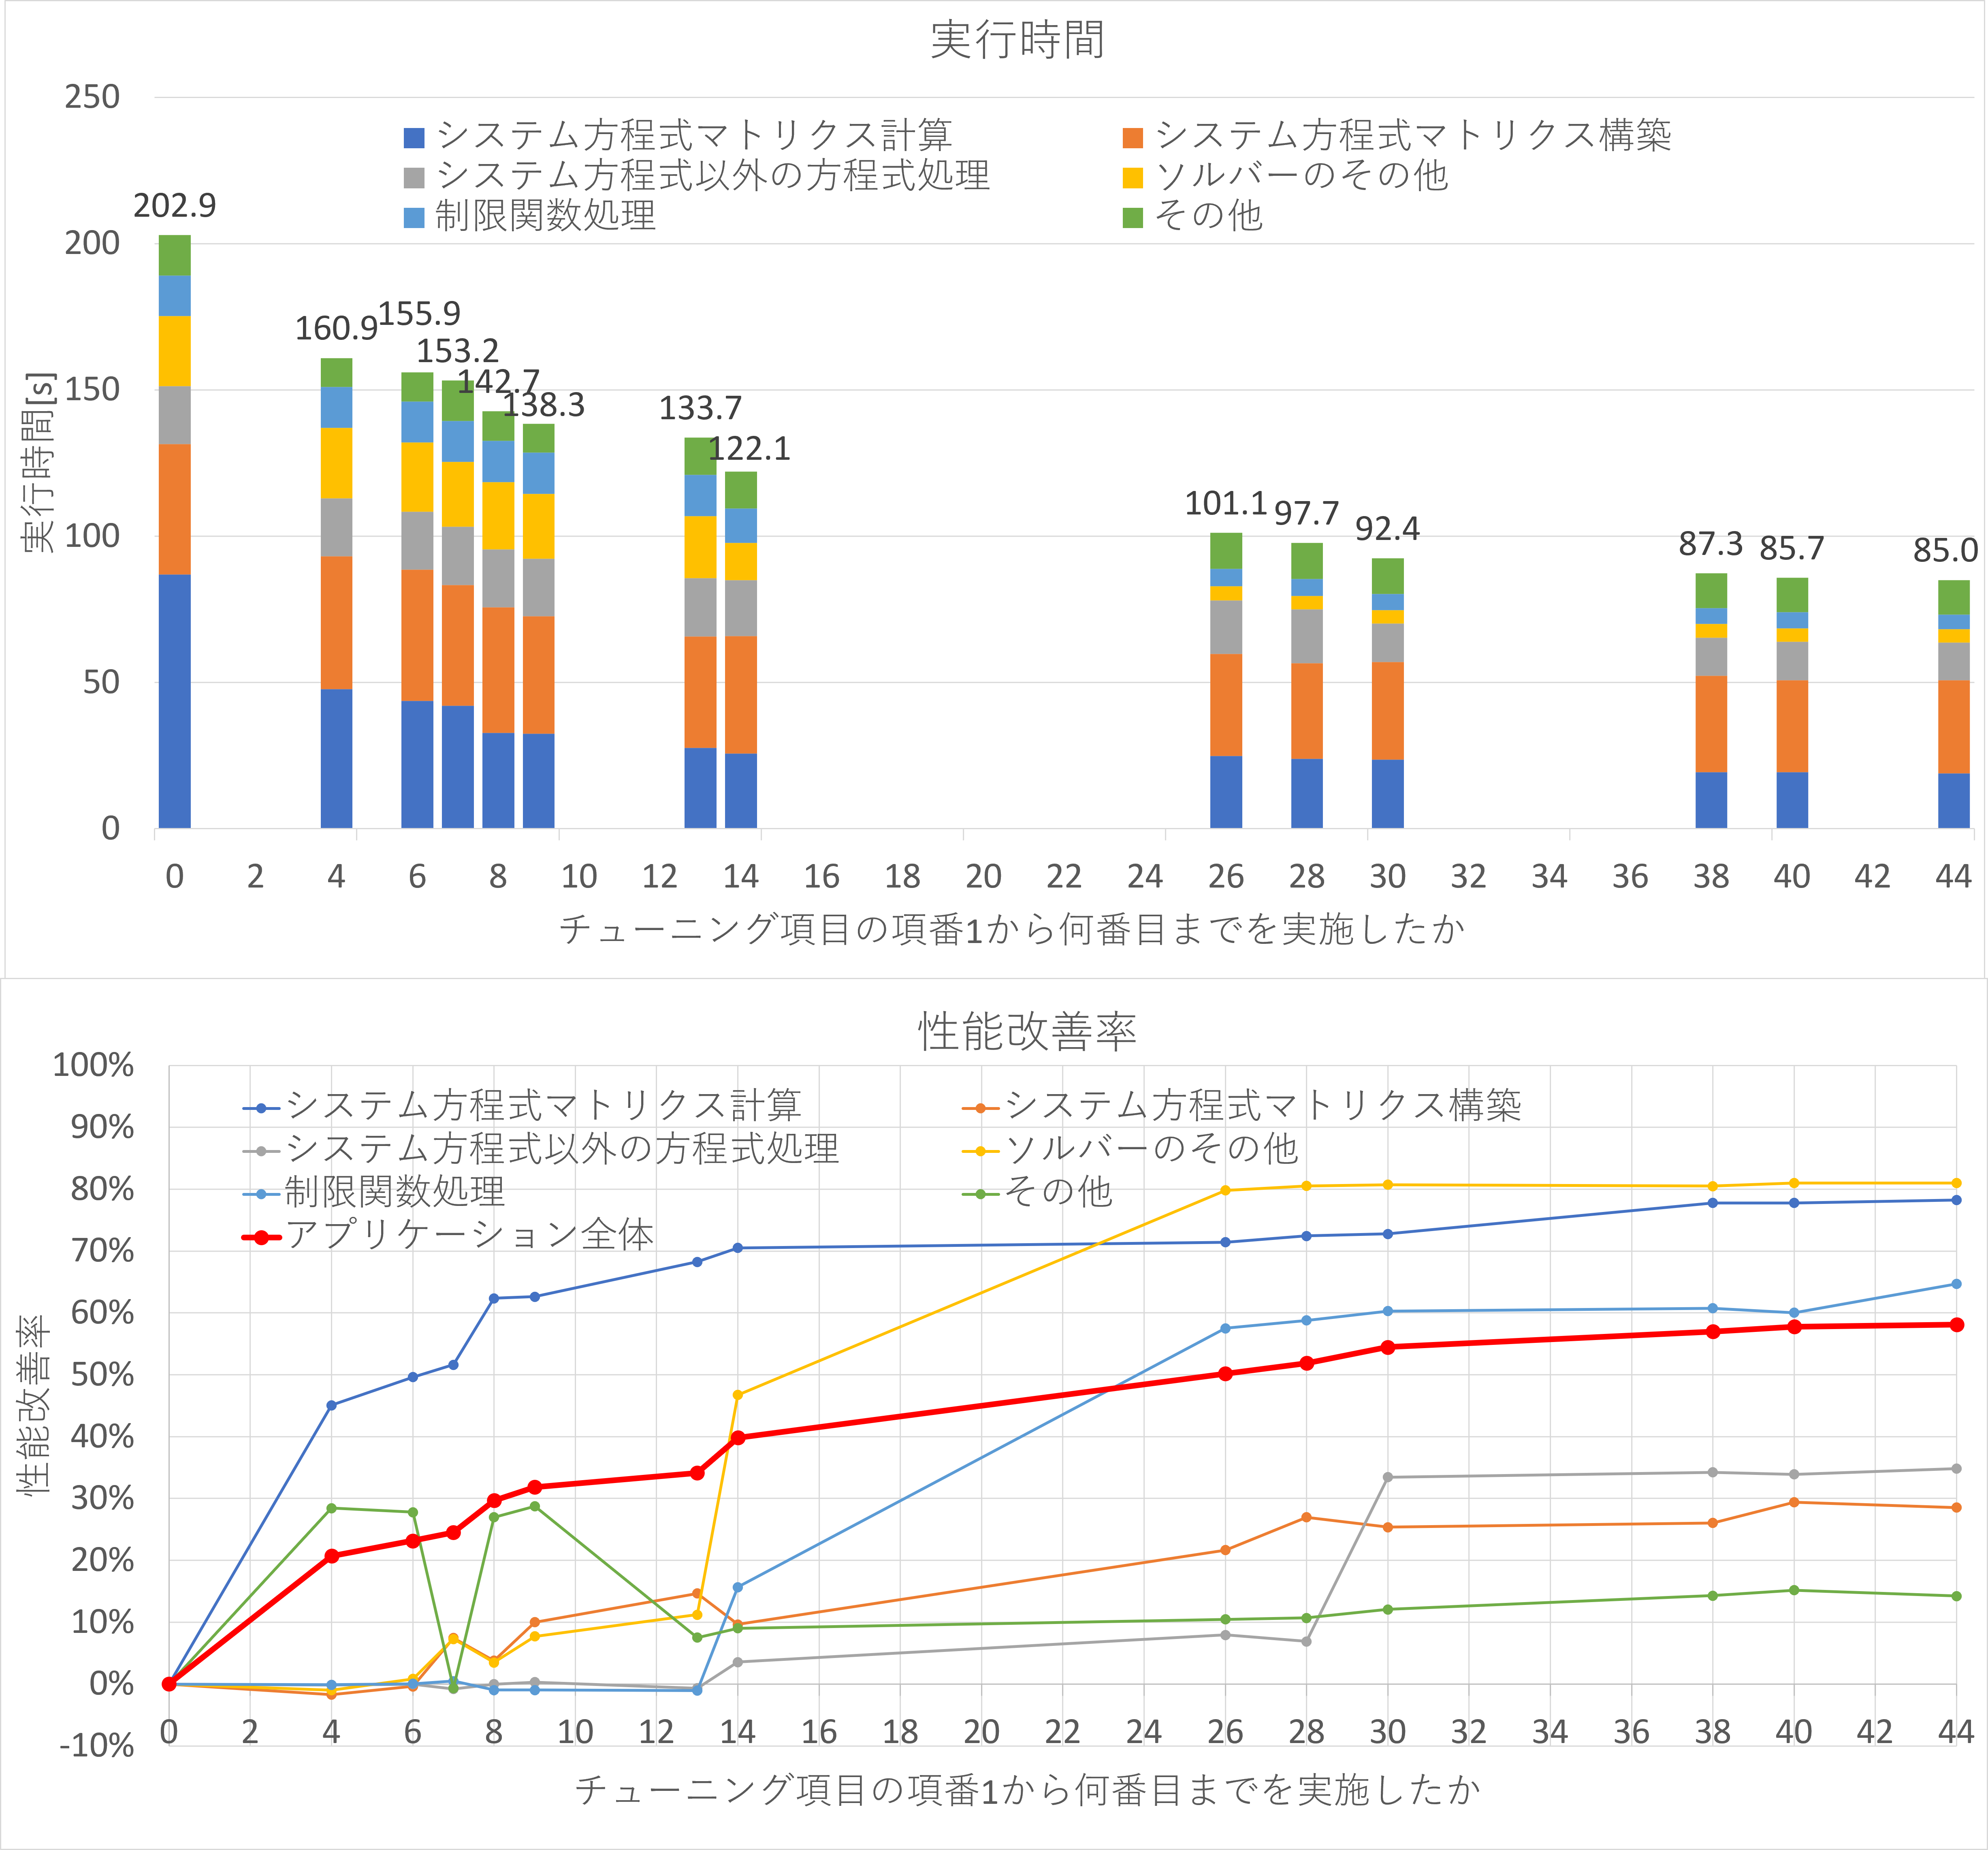 実行時間
250
200
150
100
50
0
実行時間[s]
システム方程式マトリクス計算
システム方程式マトリクス構築
システム方程式以外の方程式処理
ソルバーのその他
制限関数処理
その他
202.9
160.9
155.9
153.2
142.7
138.3
133.7
122.1
101.1
97.7
92.4
87.3
85.7
85.0
0 2 4 6 8 10 12 14 16 18 20 22 24 26 28 30 32 34 36 38 40 42 44
チューニング項目の項番1から何番目までを実施したか
性能改善率
100%
90%
80%
70%
60%
50%
40%
30%
20%
10%
0%
-10%
性能改善率
システム方程式マトリクス計算
システム方程式マトリクス構築
システム方程式以外の方程式処理
ソルバーのその他
制限関数処理
その他
アプリケーション全体
0 2 4 6 8 10 12 14 16 18 20 22 24 26 28 30 32 34 36 38 40 42 44
チューニング項目の項番1から何番目までを実施したか